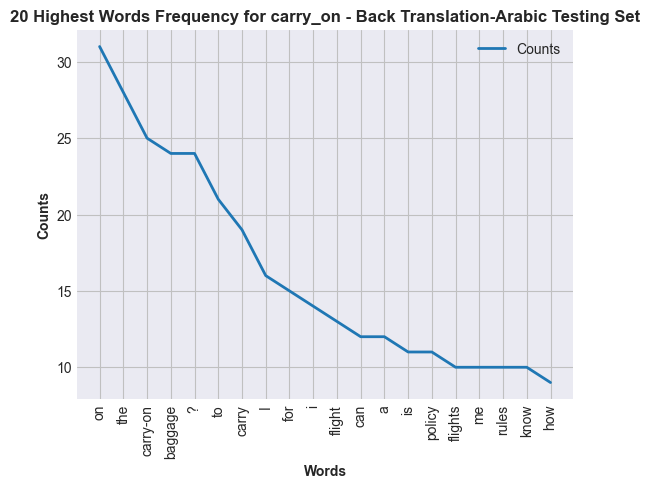 20 Highest Words Frequency for carry_on - Back Translation-Arabic Testing Set
Counts
30
25
20
15
10
Counts
on
the
carry-on
baggage
?
to
carry
I
for
i
flight
can
a
is
policy
flights
me
rules
know
how
Words